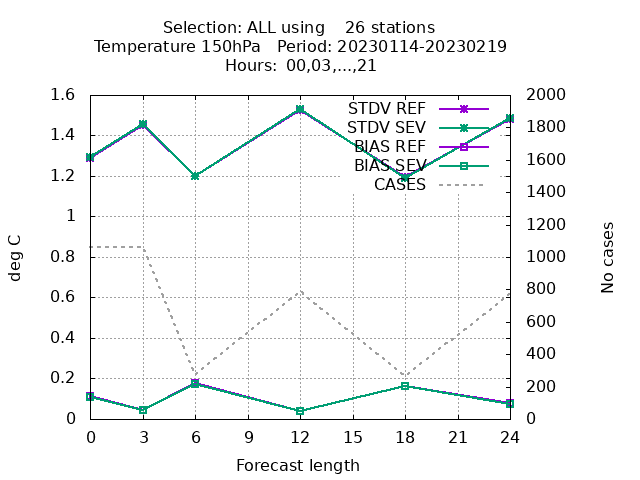 Selection: ALL using    26 stations
Temperature 150hPa   Period: 20230114-20230219
Hours: 00,03,...,21
1.6
1.4
1.2
1
0.8
0.6
0.4
0.2
0
deg C
STDV REF
STDV SEV
BIAS REF
BIAS SEV
CASES
2000
1800
1600
1400
1200
1000
800
600
400
200
0
No cases
0 3 6 9 12 15 18 21 24
Forecast length